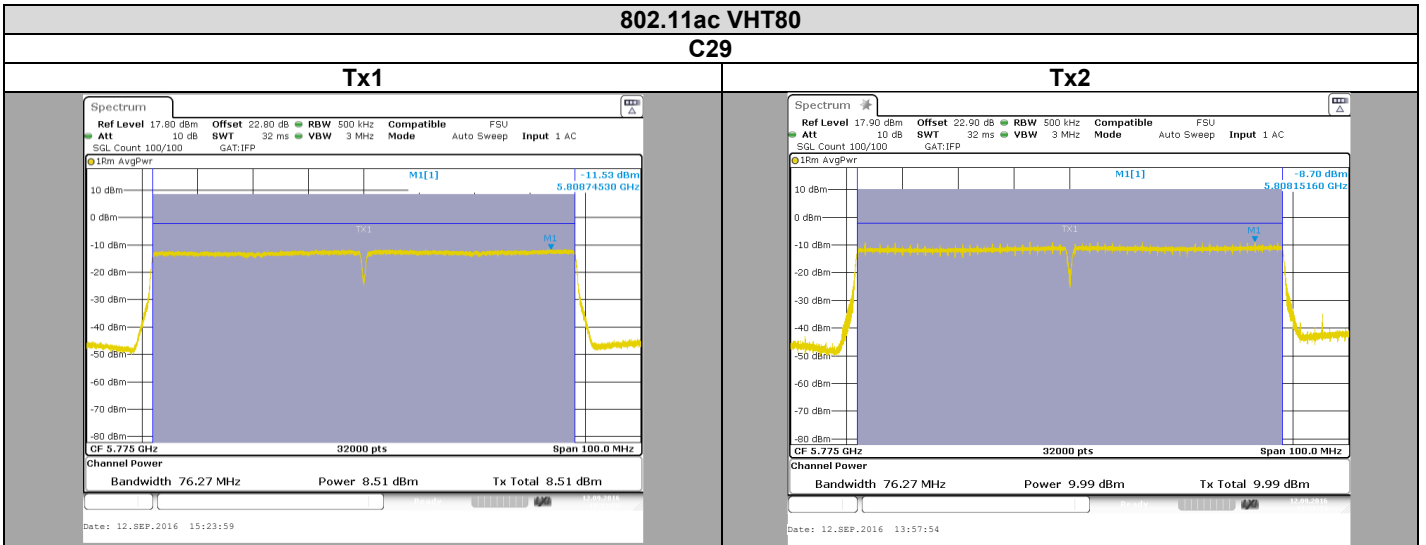 802.11ac VHT80
C29
Tx1
Tx2
Spectrum
Ref Level 17.80 dBm Offset 22.80 dB RBW 500 kHz Compatible FSU
Att 10 dB SWT 32 ms VBW 3 MHz Mode Auto Sweep Input 1 AC
SGL Count 100/100 GAT:IFP
1Rm AvgPwr
M1[1] -11.53 dBm
5.80874530 GHz
10 dBm
0 dBm
TX1
M1
-10 dBm
-20 dBm
-30 dBm
-40 dBm
-50 dBm
-60 dBm
-70 dBm
-80 dBm
CF 5.775 GHz 32000 pts Span 100.0 MHz
Channel Power
Bandwidth 76.27 MHz Power 8.51 dBm Tx Total 8.51 dBm
Date: 12.SEP.2016 15:23:59
Spectrum
Ref Level 17.90 dBm Offset 22.90 dB RBW 500 kHz Compatible FSU
Att 10 dB SWT 32 ms VBW 3 MHz Mode Auto Sweep Input 1 AC
SGL Count 100/100 GAT:IFP
1Rm AvgPwr
M1[1] -8.70 dBm
5.80815160 GHz
10 dBm
0 dBm
TX1
M1
-10 dBm
-20 dBm
-30 dBm
-40 dBm
-50 dBm
-60 dBm
-70 dBm
-80 dBm
CF 5.775 GHz 32000 pts Span 100.0 MHz
Channel Power
Bandwidth 76.27 MHz Power 9.99 dBm Tx Total 9.99 dBm
Date: 12.SEP.2016 13:57:54